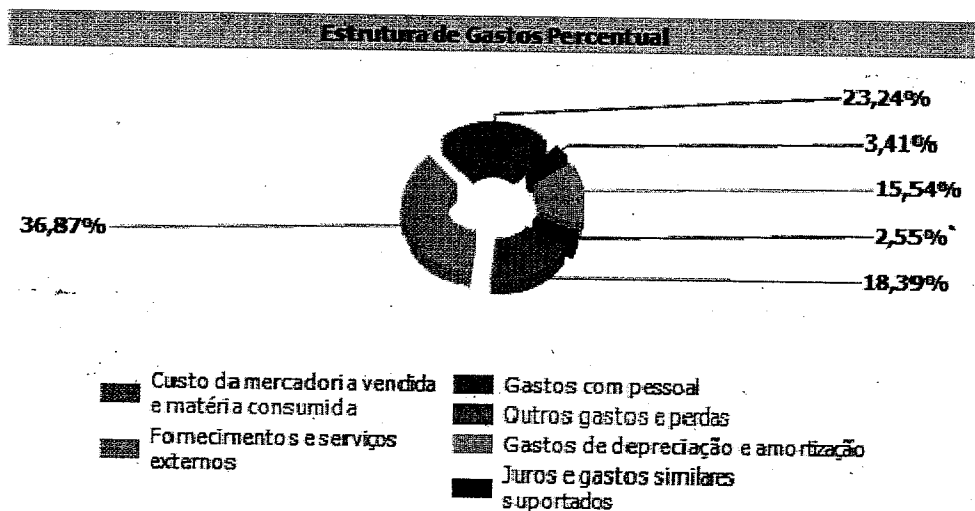 Estrutura de Gastos Percentual
23,24%
3,41%
15,54%
36,87%
2,55%
18,39%
Custo da mercadoria vendida
e matéria consumida
Fornecimentos e serviços
externos
Gastos com pessoal
Outros gastos e perdas
Gastos de depreciação e amortização
Juros e gastos similares
suportados